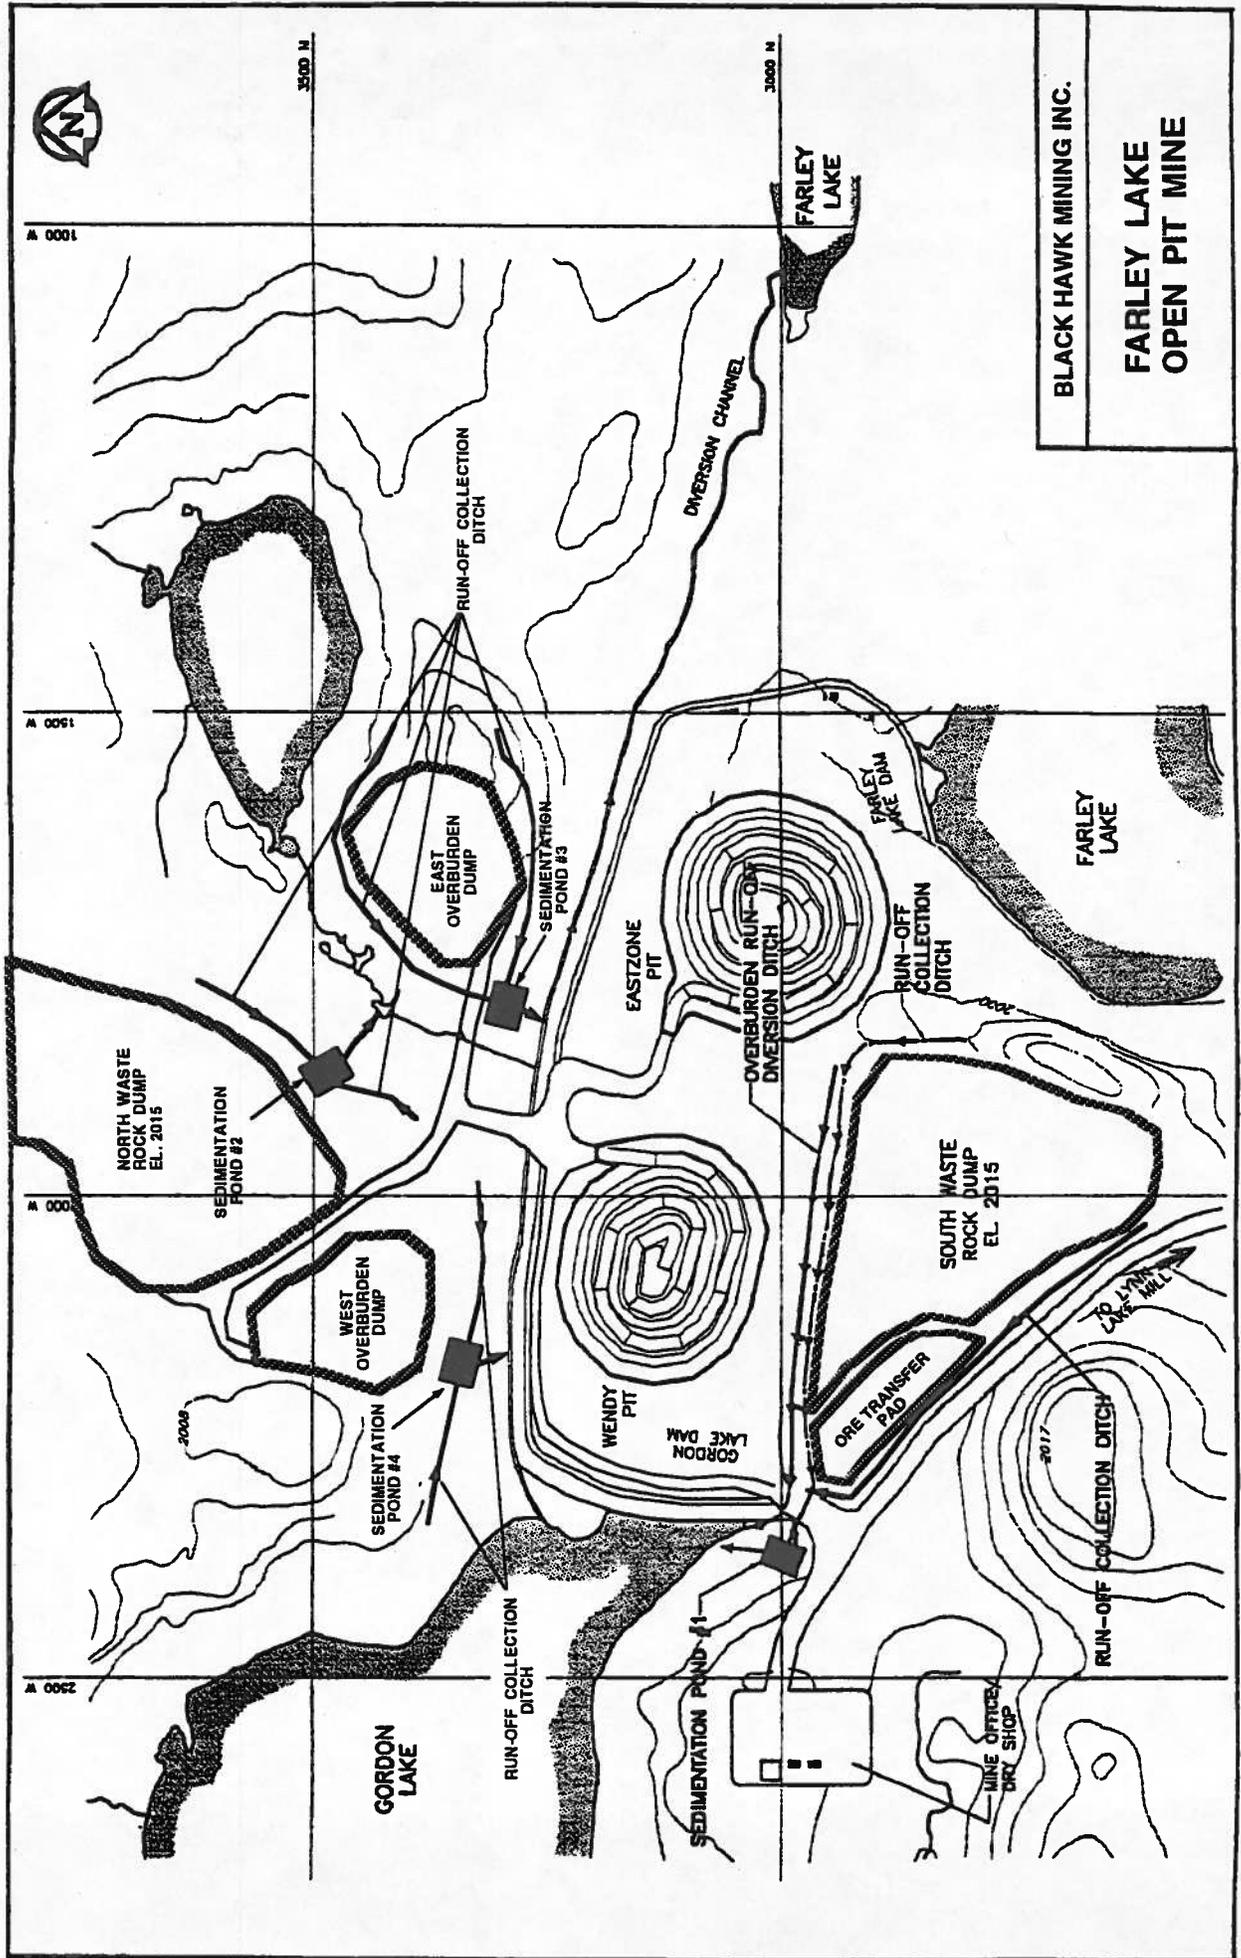 N
3500 N
3000 N
1000 W
1500 W
000 W
2500 W
NORTH WASTE
ROCK DUMP
EL. 2015
SEDIMENTATION
POND #2
WEST
OVERBURDEN
DUMP
2008
SEDIMENTATION
POND #4
GORDON
LAKE
RUN-OFF COLLECTION
DITCH
RUN-OFF COLLECTION
DITCH
EAST
OVERBURDEN
DUMP
SEDIMENTATION
POND #3
DIVERSION CHANNEL
FARLEY
LAKE
EASTZONE
PIT
WENDY
PIT
GORDON
LAKE DAM
FARLEY
LAKE DAM
OVERBURDEN RUN-OFF
DIVERSION DITCH
RUN-OFF
COLLECTION
DITCH
2020
FARLEY
LAKE
SOUTH WASTE
ROCK DUMP
EL. 2015
ORE TRANSFER
PAD
TO LYNN
LAKE MILL
2017
RUN-OFF COLLECTION DITCH
SEDIMENTATION POND #1
MINE OFFICE/
DRY SHOP
BLACK HAWK MINING INC.
FARLEY LAKE
OPEN PIT MINE